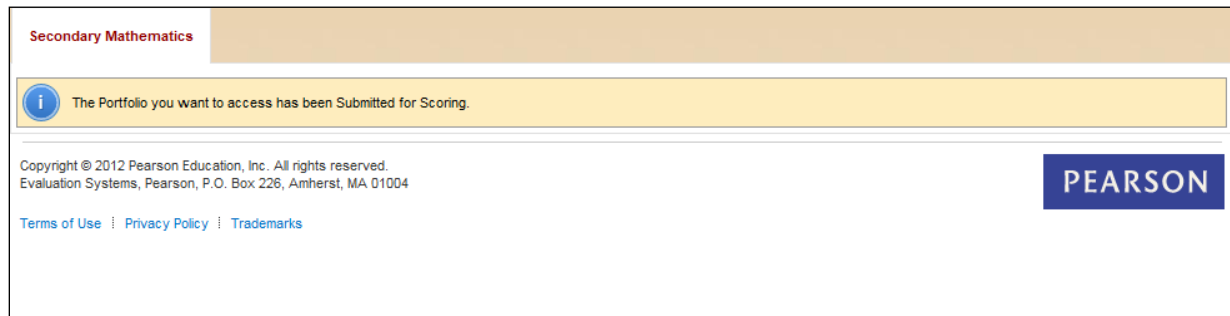 Secondary Mathematics
i
The Portfolio you want to access has been Submitted for Scoring.
Copyright © 2012 Pearson Education, Inc. All rights reserved.
Evaluation Systems, Pearson, P.O. Box 226, Amherst, MA 01004
PEARSON
Terms of Use ⁞ Privacy Policy ⁞ Trademarks